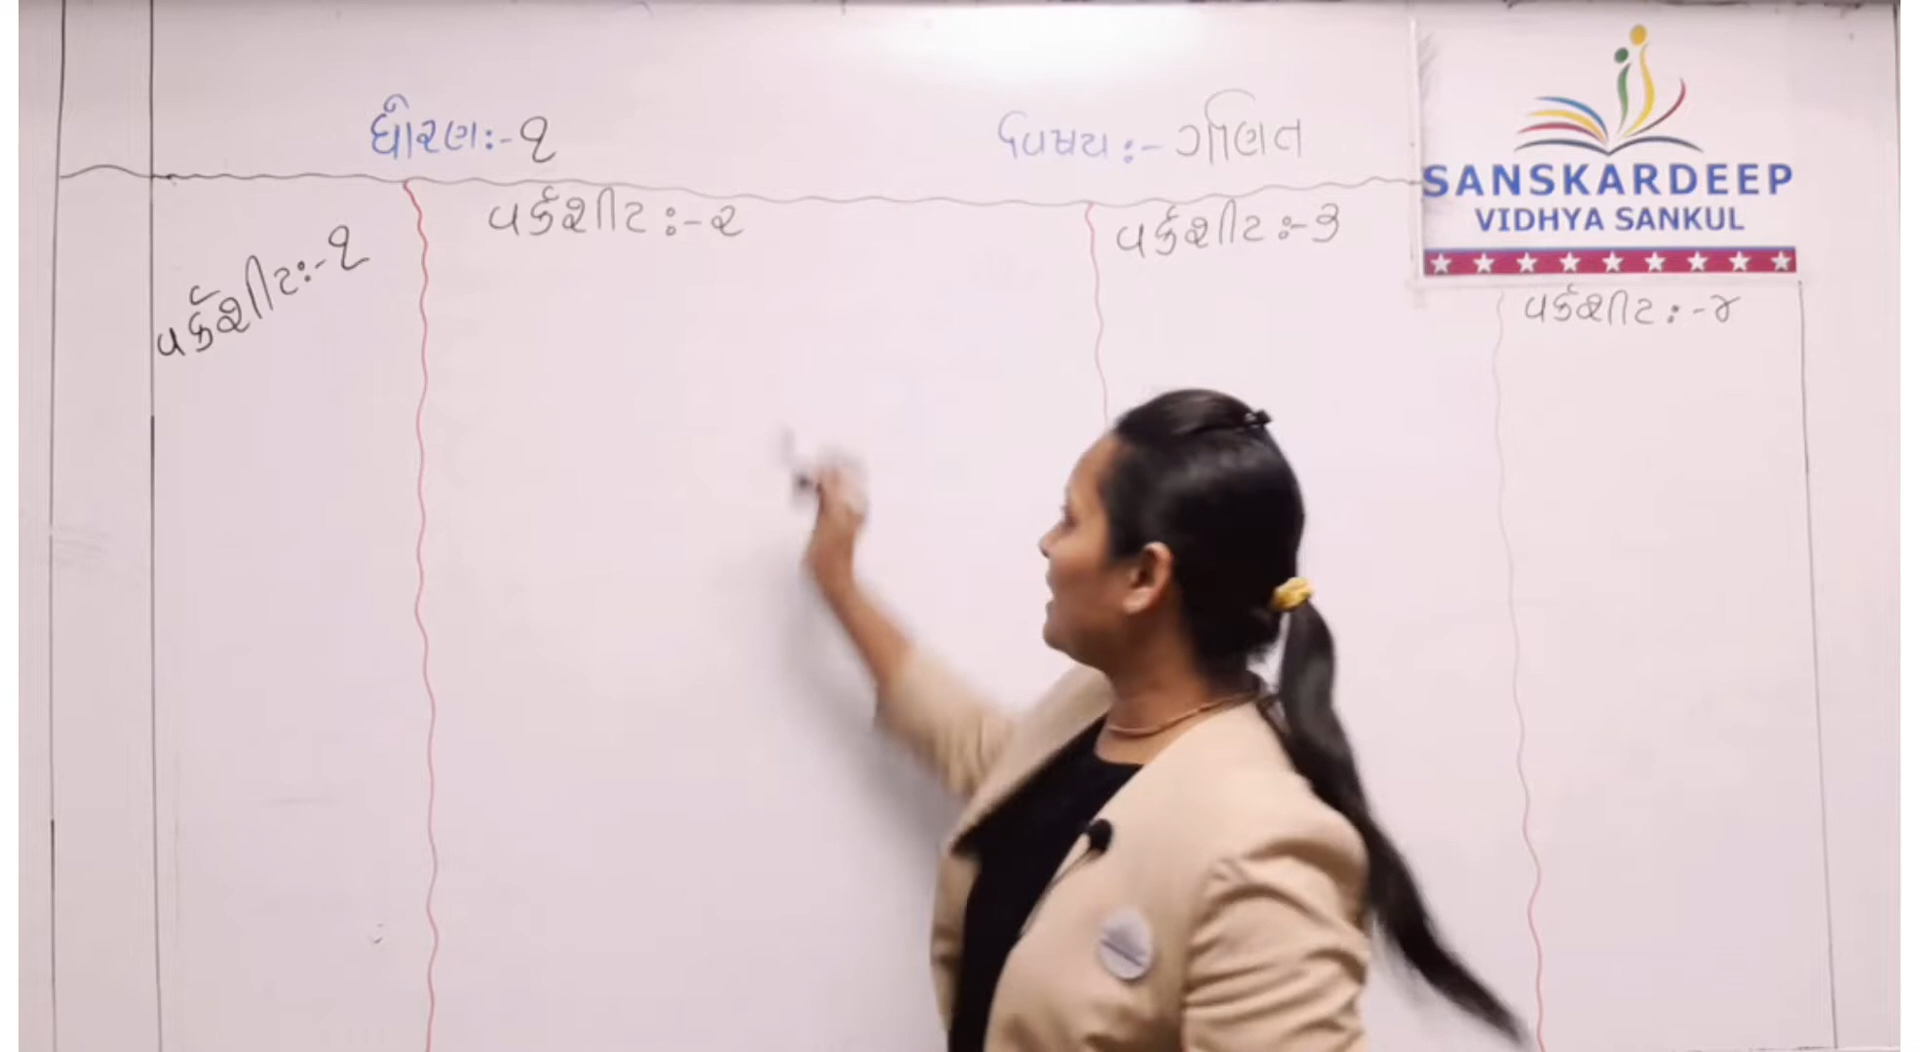 ધોરણ:- ૧
વિષય:- ગણિત
વર્કશીટ:- ૧
વર્કશીટ:- ૨
વર્કશીટ:- ૩
વર્કશીટ:- ૪
SANSKARDEEP
VIDHYA SANKUL